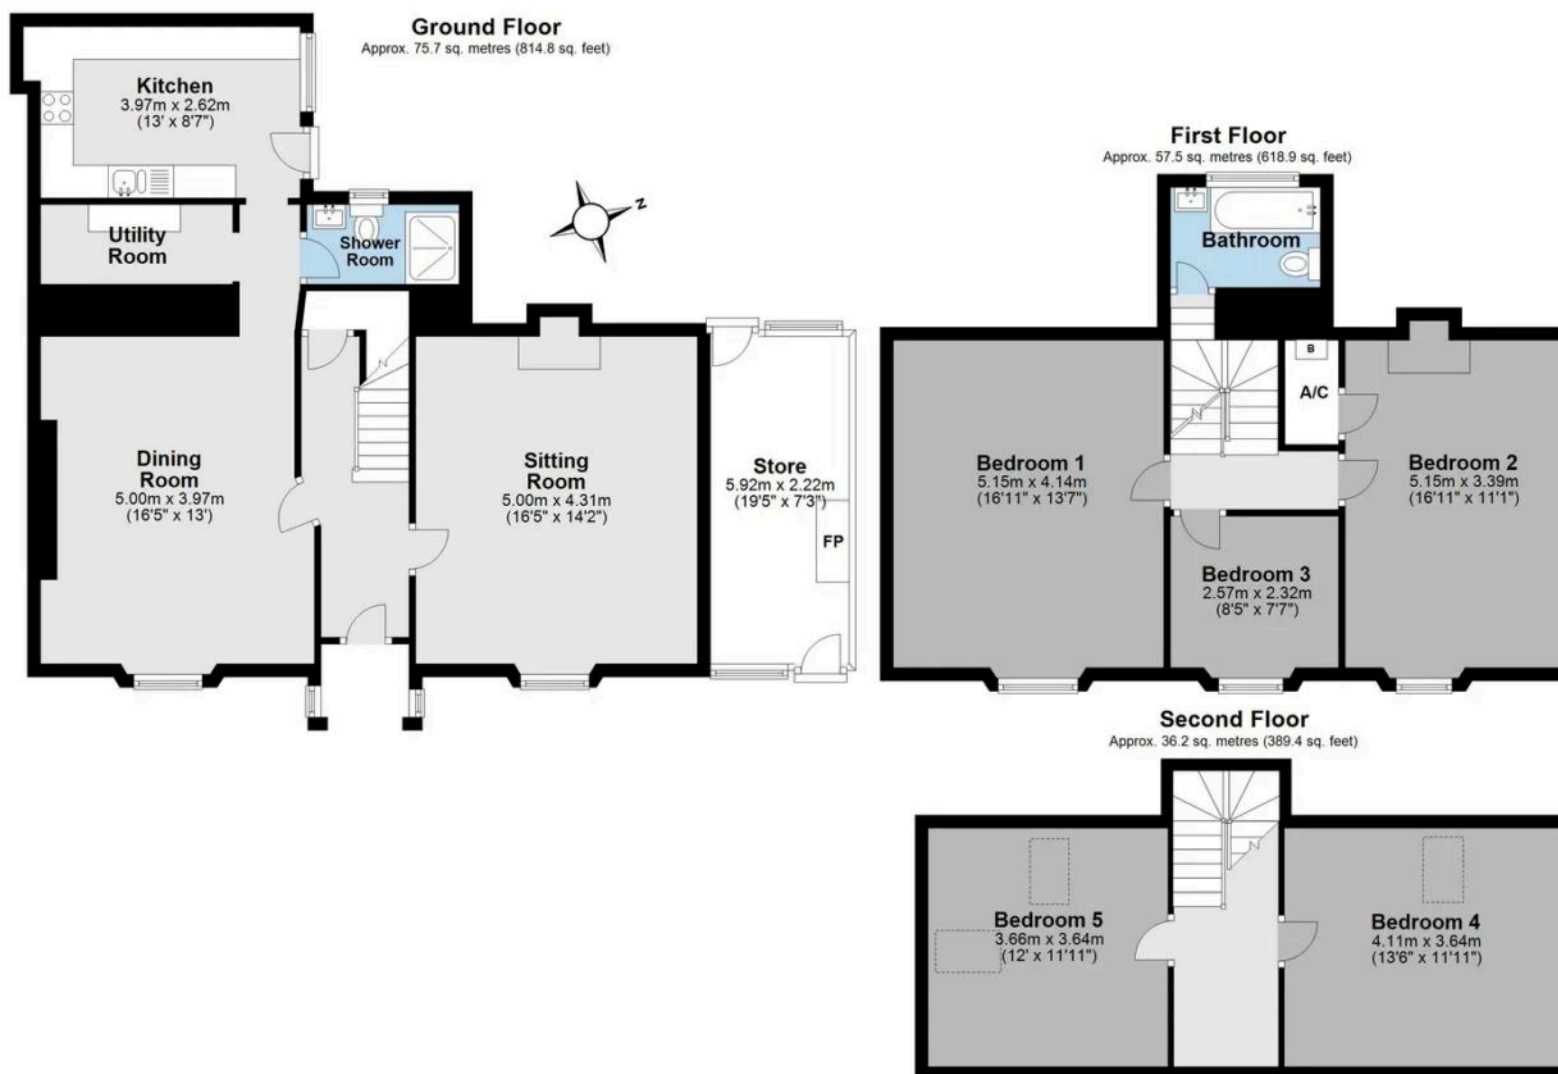 Ground Floor
Approx. 75.7 sq. metres (814.8 sq. feet)
Kitchen
3.97m x 2.62m
(13' x 8'7")
Utility
Room
Shower
Room
N
Dining
Room
5.00m x 3.97m
(16'5" x 13')
Sitting
Room
5.00m x 4.31m
(16'5" x 14'2")
Store
5.92m x 2.22m
(19'5" x 7'3")
FP
First Floor
Approx. 57.5 sq. metres (618.9 sq. feet)
Bathroom
B
A/C
Bedroom 1
5.15m x 4.14m
(16'11" x 13'7")
Bedroom 2
5.15m x 3.39m
(16'11" x 11'1")
Bedroom 3
2.57m x 2.32m
(8'5" x 7'7")
Second Floor
Approx. 36.2 sq. metres (389.4 sq. feet)
Bedroom 5
3.66m x 3.64m
(12' x 11'11")
Bedroom 4
4.11m x 3.64m
(13'6" x 11'11")